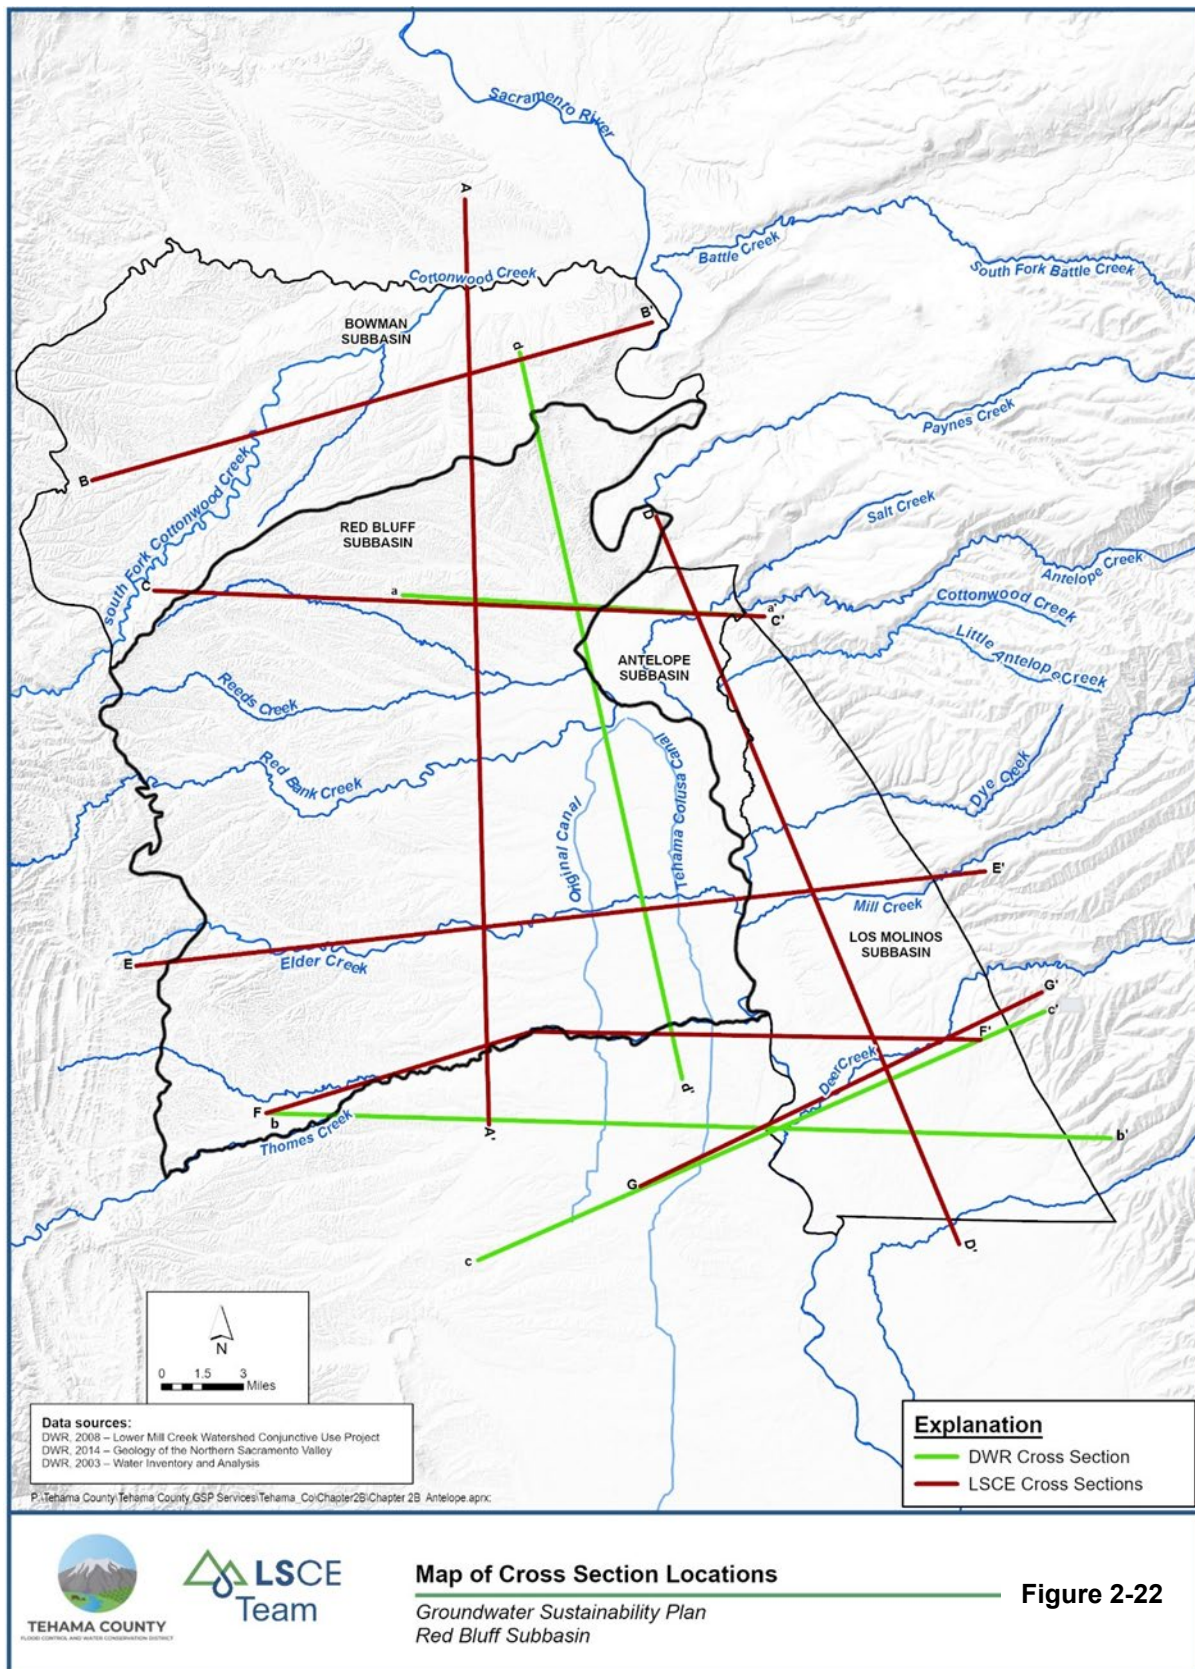 Sacramento River
A
Battle Creek
South Fork Battle Creek
Cottonwood Creek
B'
BOWMAN
SUBBASIN
d
Paynes Creek
B
South Fork Cottonwood Creek
RED BLUFF
SUBBASIN
D
Salt Creek
Antelope Creek
C
a
a'
C'
Cottonwood Creek
Little Antelope Creek
ANTELOPE
SUBBASIN
Reeds Creek
Red Bank Creek
Original Canal
Tehama Colusa Canal
Dye Creek
E'
Mill Creek
E
Elder Creek
LOS MOLINOS
SUBBASIN
G'
c'
F'
Deer Creek
d'
F
b
Thomes Creek
A'
b'
G
D'
c
N
0 1.5 3
Miles
Data sources:
DWR, 2008 – Lower Mill Creek Watershed Conjunctive Use Project
DWR, 2014 – Geology of the Northern Sacramento Valley
DWR, 2003 – Water Inventory and Analysis
P:\Tehama County\Tehama County GSP Services\Tehama_Co\Chapter2B\Chapter 2B_Antelope.aprx:
Explanation
DWR Cross Section
LSCE Cross Sections
TEHAMA COUNTY
FLOOD CONTROL AND WATER CONSERVATION DISTRICT
LSCE
Team
Map of Cross Section Locations
Groundwater Sustainability Plan
Red Bluff Subbasin
Figure 2-22